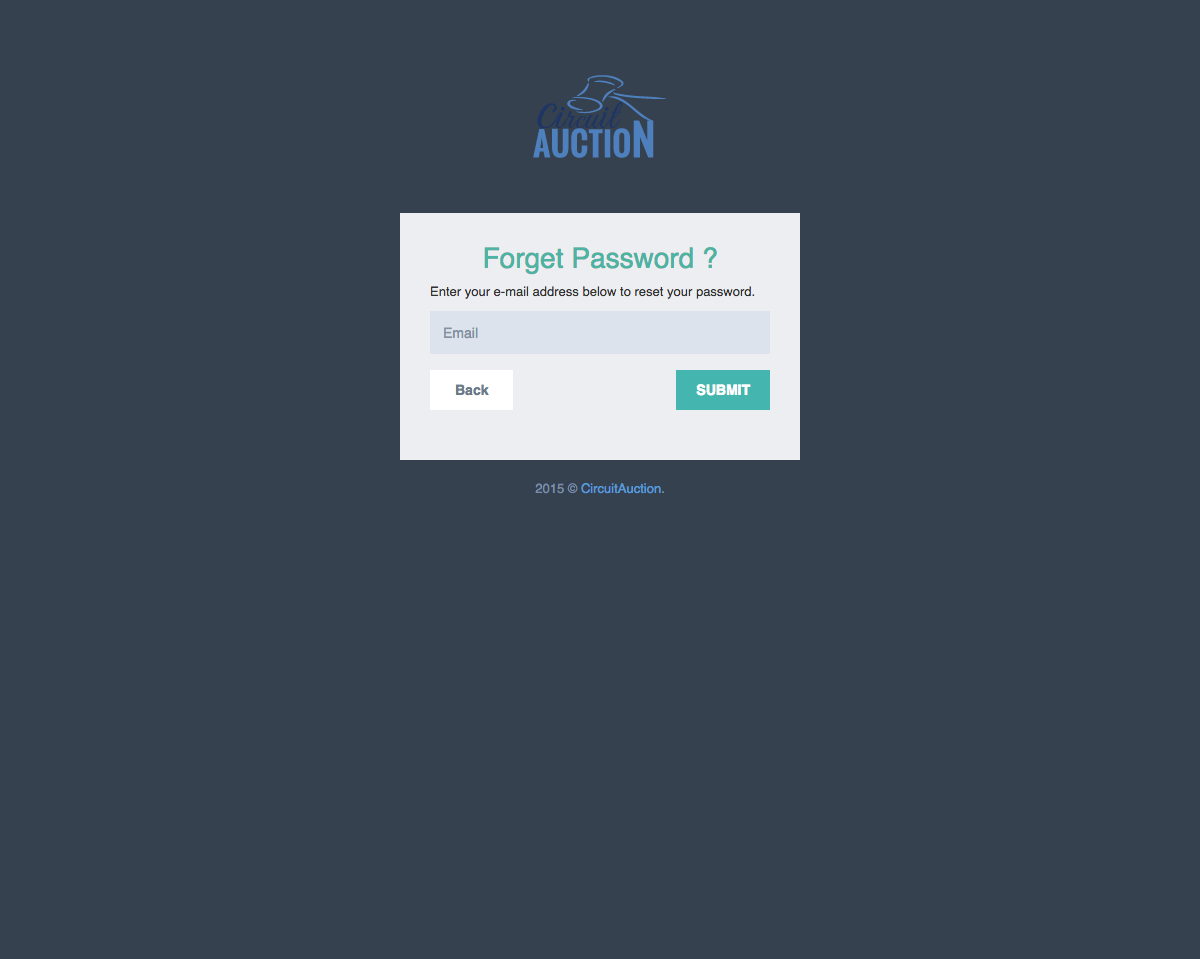 Circuit
AUCTION
Forget Password ?
Enter your e-mail address below to reset your password.
Email
Back
SUBMIT
2015 © CircuitAuction.